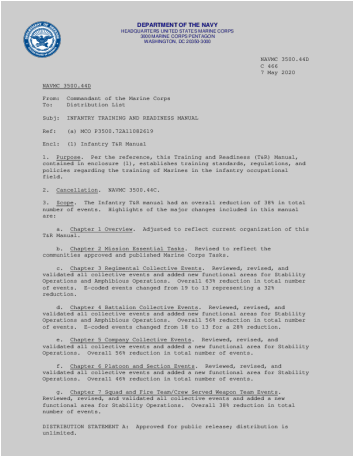 DEPARTMENT OF THE NAVY
HEADQUARTERS UNITED STATES MARINE CORPS
3000 MARINE CORPS PENTAGON
WASHINGTON, DC 20350-3000
NAVMC 3500.44D
C 466
7 May 2020
NAVMC 3500.44D
From: Commandant of the Marine Corps
To: Distribution List
Subj: INFANTRY TRAINING AND READINESS MANUAL
Ref: (a) MCO P3500.72A
Encl: (1) Infantry T&R Manual
1. Purpose. Per the reference, this Training and Readiness (T&R) Manual,
contained in enclosure (1), establishes training standards, regulations, and
policies regarding the training of Marines in the infantry occupational
field.
2. Cancellation. NAVMC 3500.44C.
3. Scope. The Infantry T&R manual had an overall reduction of 38% in total
number of events. Highlights of the major changes included in this manual
are:
a. Chapter 1 Overview. Adjusted to reflect current organization of this
T&R Manual.
b. Chapter 2 Mission Essential Tasks. Revised to reflect the
communities approved and published Marine Corps Tasks.
c. Chapter 3 Regimental Collective Events. Reviewed, revised, and
validated all collective events and added new functional areas for Stability
Operations and Amphibious Operations. Overall 63% reduction in total number
of events. E-coded events changed from 19 to 13 representing a 32%
reduction.
d. Chapter 4 Battalion Collective Events. Reviewed, revised, and
validated all collective events and added new functional areas for Stability
Operations and Amphibious Operations. Overall 56% reduction in total number
of events. E-coded events changed from 18 to 13 for a 28% reduction.
e. Chapter 5 Company Collective Events. Reviewed, revised, and
validated all collective events and added a new functional area for Stability
Operations. Overall 56% reduction in total number of events.
f. Chapter 6 Platoon and Section Events. Reviewed, revised, and
validated all collective events and added a new functional area for Stability
Operations. Overall 46% reduction in total number of events.
g. Chapter 7 Squad and Fire Team/Crew Served Weapon Team Events.
Reviewed, revised, and validated all collective events and added a new
functional area for Stability Operations. Overall 38% reduction in total
number of events.
DISTRIBUTION STATEMENT A: Approved for public release; distribution is
unlimited.